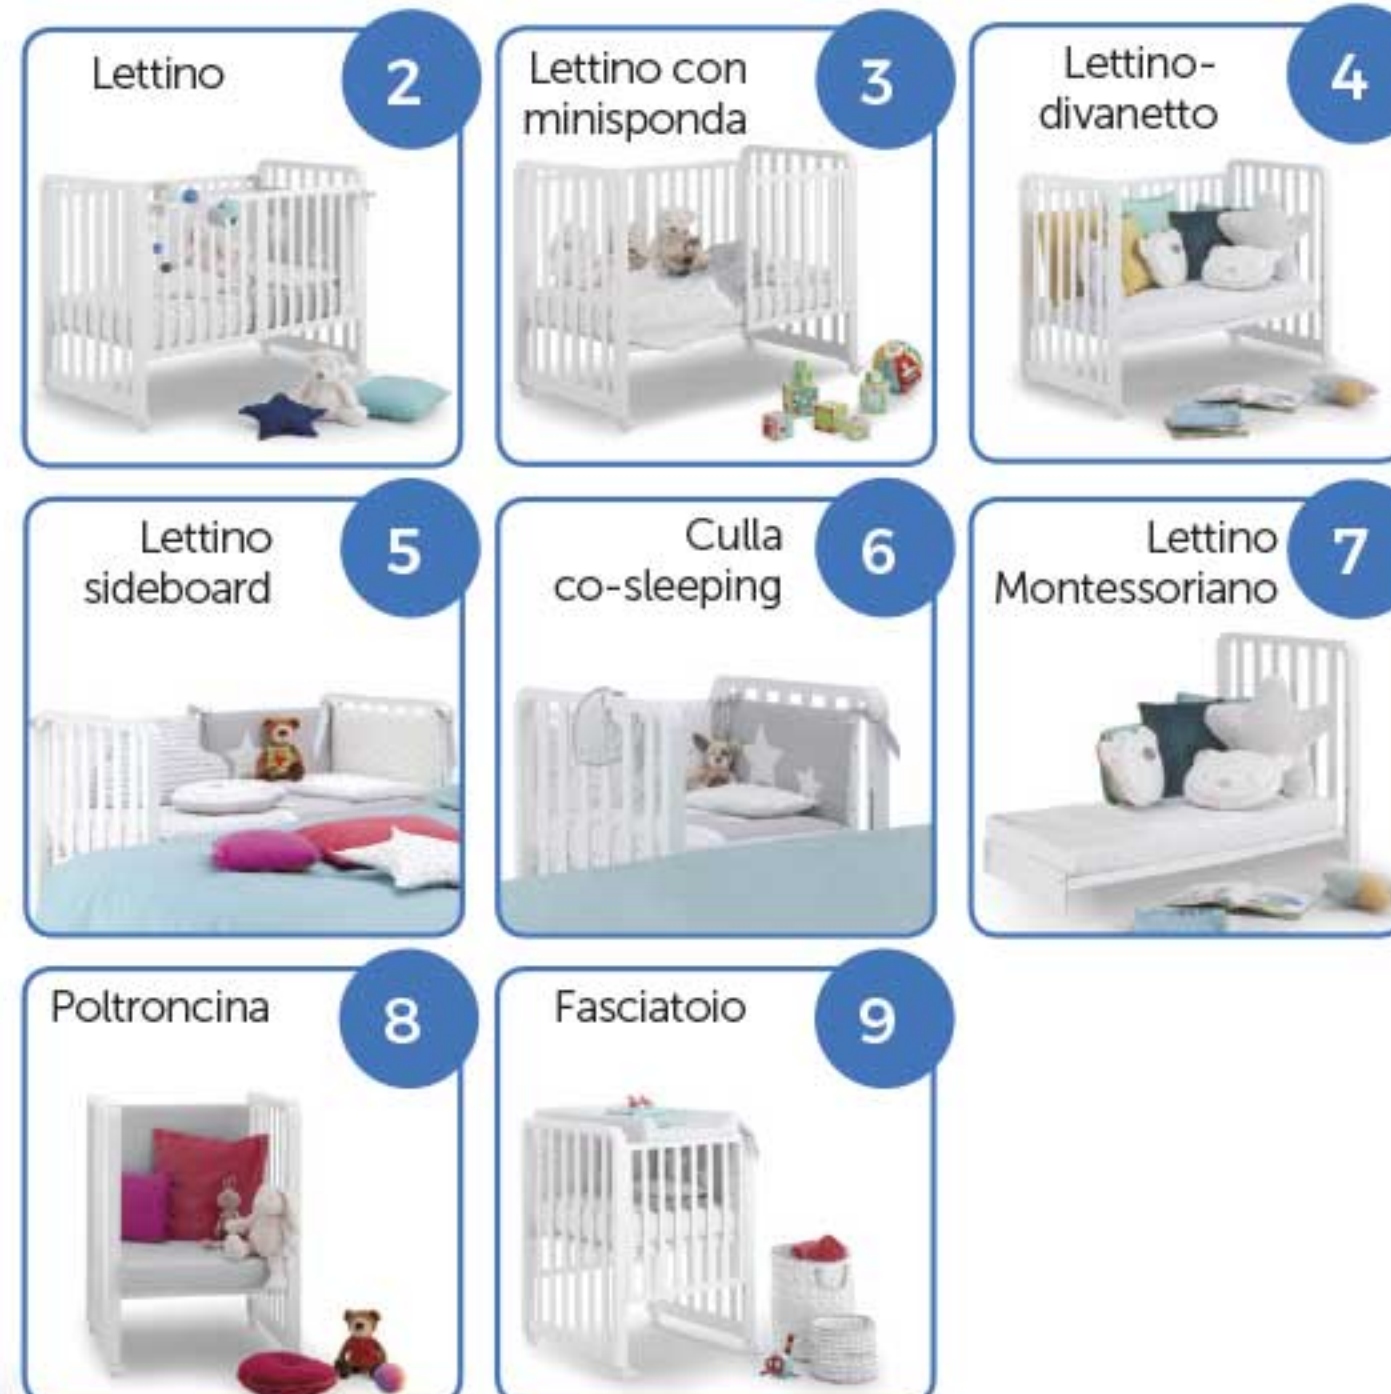 Lettino
2
Lettino con
minisponda
3
Lettino-
divanetto
4
Lettino
sideboard
5
Culla
co-sleeping
6
Lettino
Montessoriano
7
Poltroncina
8
Fasciatoio
9